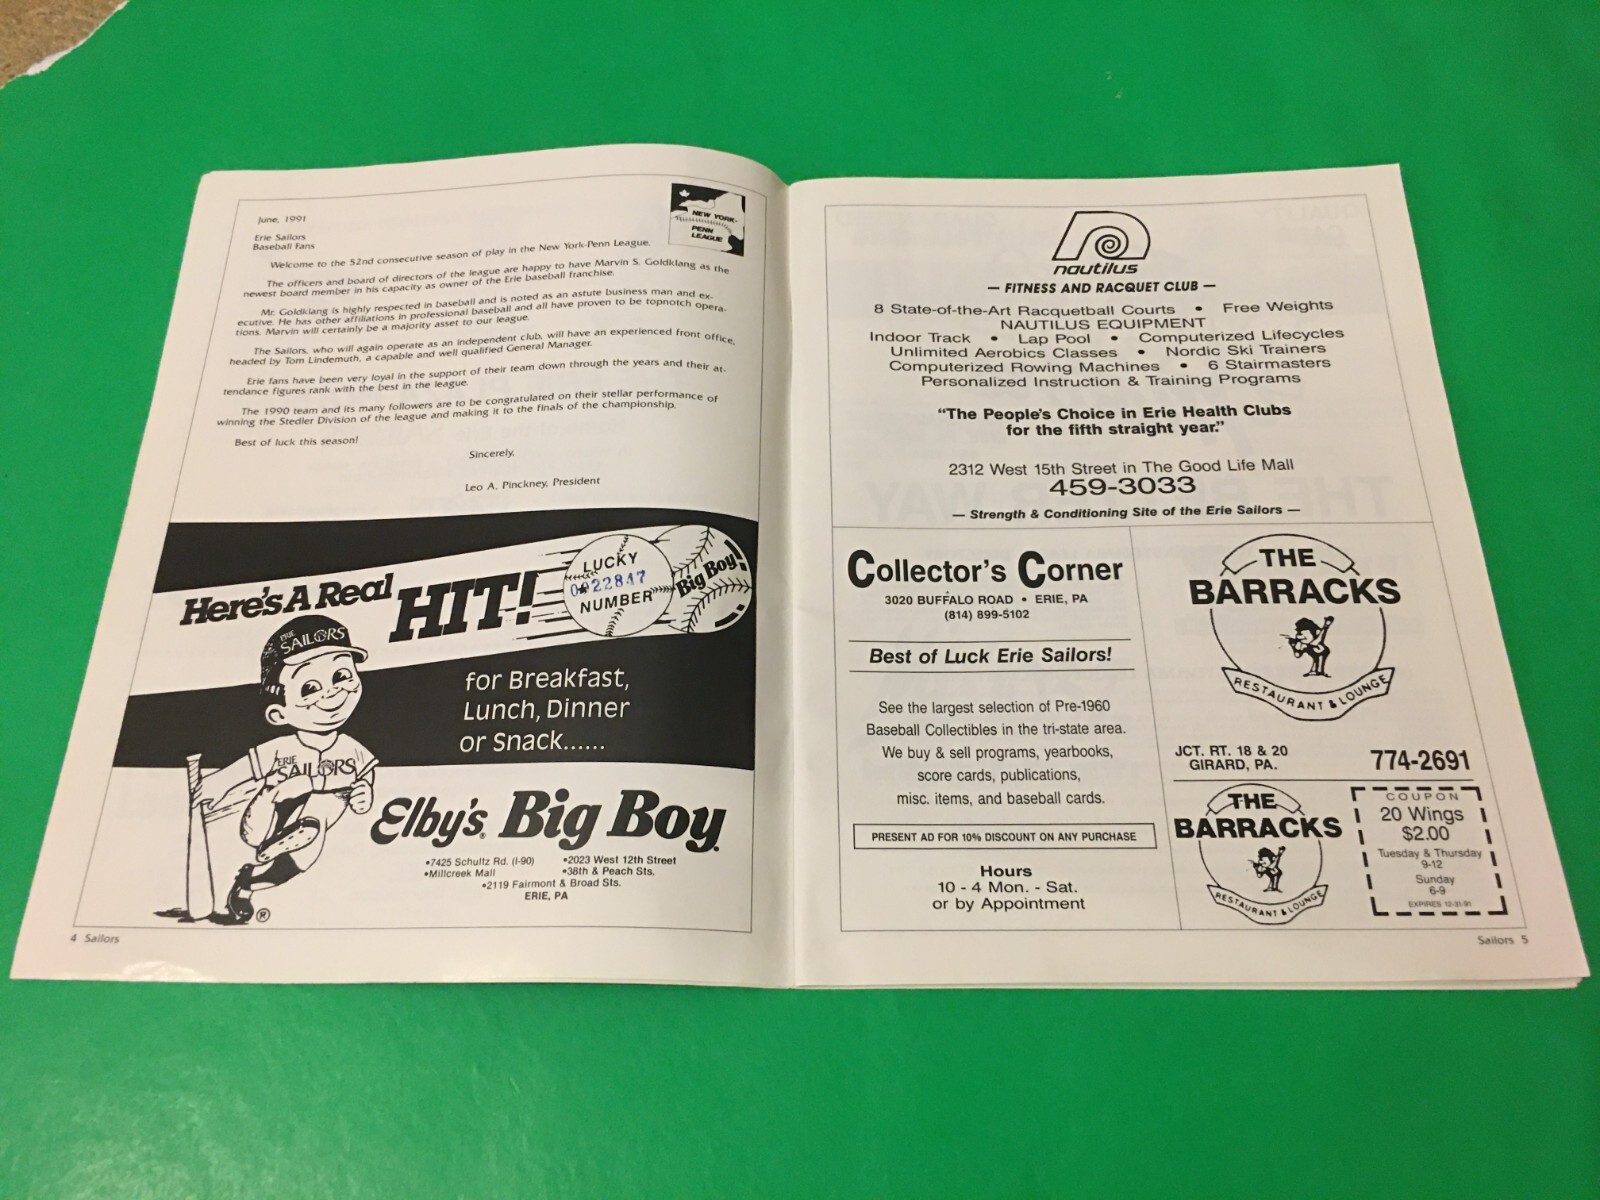 June, 1991
Erie Sailors
Baseball Fans
NEW YORK-
PENN
LEAGUE
Welcome to the 52nd consecutive season of play in the New York-Penn League.
The officers and board of directors of the league are happy to have Marvin S. Goldklang as the
newest board member in his capacity as owner of the Erie baseball franchise.
Mr. Goldklang is highly respected in baseball and is noted as an astute business man and ex-
ecutive. He has other affiliations in professional baseball and all have proven to be topnotch opera-
tions. Marvin will certainly be a majority asset to our league.
The Sailors, who will again operate as an independent club, will have an experienced front office,
headed by Tom Lindemuth, a capable and well qualified General Manager.
Erie fans have been very loyal in the support of their team down through the years and their at-
tendance figures rank with the best in the league.
The 1990 team and its many followers are to be congratulated on their stellar performance of
winning the Stedler Division of the league and making it to the finals of the championship.
Best of luck this season!
Sincerely,
Leo A. Pinckney, President
Here's A Real HIT!
LUCKY
022847
NUMBER
Big Boy!
ERIE
SAILORS
for Breakfast,
Lunch, Dinner
or Snack......
ERIE
SAILORS
Elby's® Big Boy.
•7425 Schultz Rd. (I-90) •2023 West 12th Street
•Millcreek Mall •38th & Peach Sts.
•2119 Fairmont & Broad Sts.
ERIE, PA
®
4 Sailors
nautilus
— FITNESS AND RACQUET CLUB —
8 State-of-the-Art Racquetball Courts • Free Weights
NAUTILUS EQUIPMENT
Indoor Track • Lap Pool • Computerized Lifecycles
Unlimited Aerobics Classes • Nordic Ski Trainers
Computerized Rowing Machines • 6 Stairmasters
Personalized Instruction & Training Programs
"The People's Choice in Erie Health Clubs
for the fifth straight year."
2312 West 15th Street in The Good Life Mall
459-3033
— Strength & Conditioning Site of the Erie Sailors —
Collector's Corner
3020 BUFFALO ROAD • ERIE, PA
(814) 899-5102
Best of Luck Erie Sailors!
See the largest selection of Pre-1960
Baseball Collectibles in the tri-state area.
We buy & sell programs, yearbooks,
score cards, publications,
misc. items, and baseball cards.
PRESENT AD FOR 10% DISCOUNT ON ANY PURCHASE
Hours
10 - 4 Mon. - Sat.
or by Appointment
THE
BARRACKS
RESTAURANT & LOUNGE
JCT. RT. 18 & 20
GIRARD, PA.
774-2691
THE
BARRACKS
RESTAURANT & LOUNGE
COUPON
20 Wings
$2.00
Tuesday & Thursday
9-12
Sunday
6-9
EXPIRES 12-31-91
Sailors 5